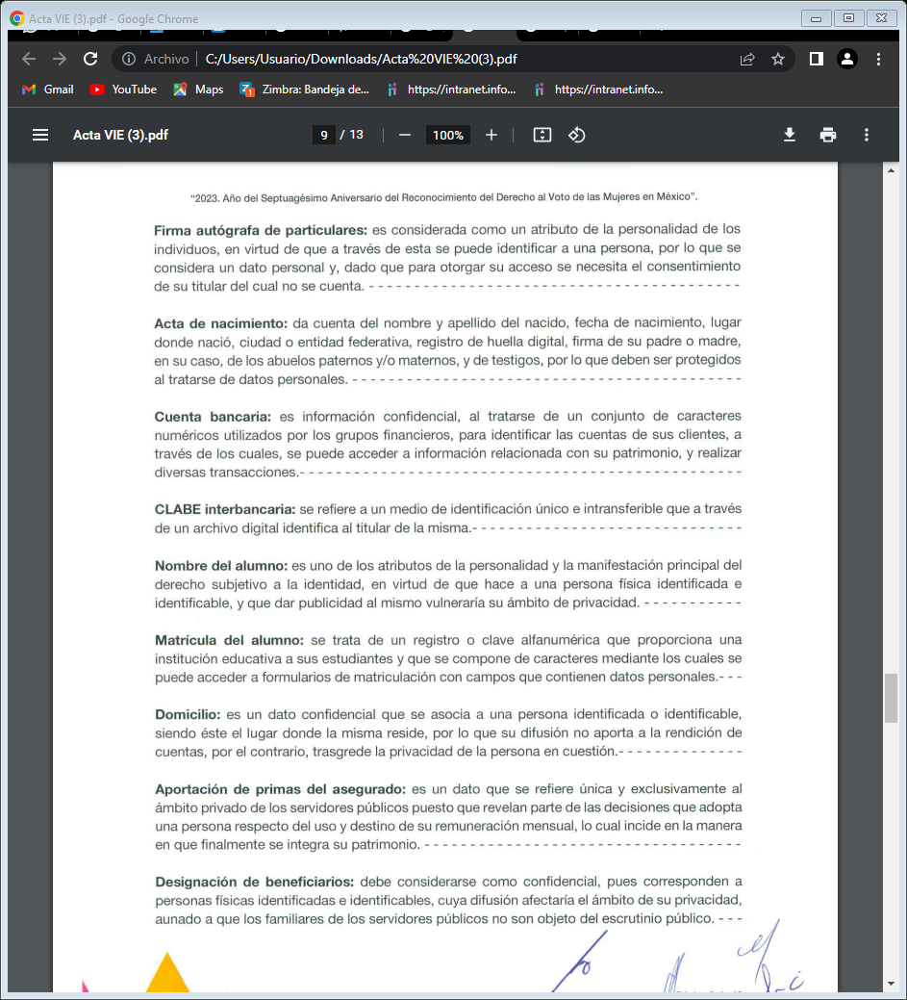 Acta VIE (3).pdf - Google Chrome
Archivo C:/Users/Usuario/Downloads/Acta%20VIE%20(3).pdf
Gmail YouTube Maps Zimbra: Bandeja de... https://intranet.info... https://intranet.info...
Acta VIE (3).pdf 9 / 13 100%
“2023. Año del Septuagésimo Aniversario del Reconocimiento del Derecho al Voto de las Mujeres en México”.
Firma autógrafa de particulares: es considerada como un atributo de la personalidad de los
individuos, en virtud de que a través de esta se puede identificar a una persona, por lo que se
considera un dato personal y, dado que para otorgar su acceso se necesita el consentimiento
de su titular del cual no se cuenta. - - - - - - - - - - - - - - - - - - - - - - - - - - - - - - - - - - - - - - - -
Acta de nacimiento: da cuenta del nombre y apellido del nacido, fecha de nacimiento, lugar
donde nació, ciudad o entidad federativa, registro de huella digital, firma de su padre o madre,
en su caso, de los abuelos paternos y/o maternos, y de testigos, por lo que deben ser protegidos
al tratarse de datos personales. - - - - - - - - - - - - - - - - - - - - - - - - - - - - - - - - - - - - - - - - - -
Cuenta bancaria: es información confidencial, al tratarse de un conjunto de caracteres
numéricos utilizados por los grupos financieros, para identificar las cuentas de sus clientes, a
través de los cuales, se puede acceder a información relacionada con su patrimonio, y realizar
diversas transacciones.- - - - - - - - - - - - - - - - - - - - - - - - - - - - - - - - - - - - - - - - - - - - - - -
CLABE interbancaria: se refiere a un medio de identificación único e intransferible que a través
de un archivo digital identifica al titular de la misma.- - - - - - - - - - - - - - - - - - - - - - - - - - - - -
Nombre del alumno: es uno de los atributos de la personalidad y la manifestación principal del
derecho subjetivo a la identidad, en virtud de que hace a una persona física identificada e
identificable, y que dar publicidad al mismo vulneraría su ámbito de privacidad. - - - - - - - - - - -
Matrícula del alumno: se trata de un registro o clave alfanumérica que proporciona una
institución educativa a sus estudiantes y que se compone de caracteres mediante los cuales se
puede acceder a formularios de matriculación con campos que contienen datos personales.- - -
Domicilio: es un dato confidencial que se asocia a una persona identificada o identificable,
siendo éste el lugar donde la misma reside, por lo que su difusión no aporta a la rendición de
cuentas, por el contrario, trasgrede la privacidad de la persona en cuestión.- - - - - - - - - - - - - -
Aportación de primas del asegurado: es un dato que se refiere única y exclusivamente al
ámbito privado de los servidores públicos puesto que revelan parte de las decisiones que adopta
una persona respecto del uso y destino de su remuneración mensual, lo cual incide en la manera
en que finalmente se integra su patrimonio. - - - - - - - - - - - - - - - - - - - - - - - - - - - - - - - - - -
Designación de beneficiarios: debe considerarse como confidencial, pues corresponden a
personas físicas identificadas e identificables, cuya difusión afectaría el ámbito de su privacidad,
aunado a que los familiares de los servidores públicos no son objeto del escrutinio público. - - -